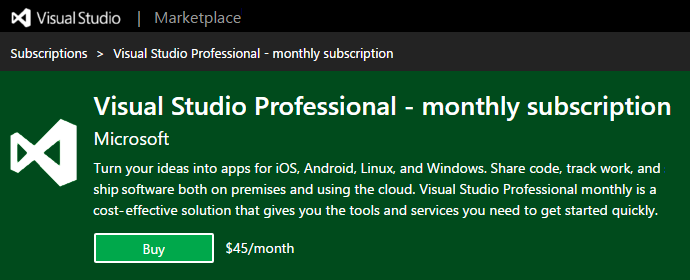 Visual Studio | Marketplace
Subscriptions > Visual Studio Professional - monthly subscription
Visual Studio Professional - monthly subscription
Microsoft
Turn your ideas into apps for iOS, Android, Linux, and Windows. Share code, track work, and
ship software both on premises and using the cloud. Visual Studio Professional monthly is a
cost-effective solution that gives you the tools and services you need to get started quickly.
Buy $45/month